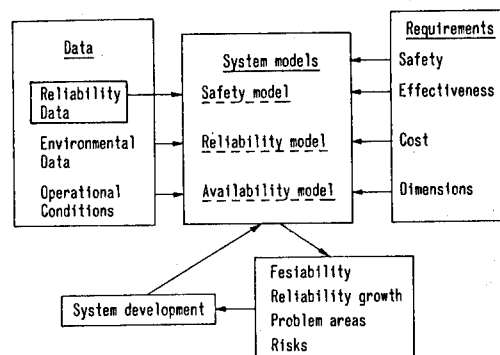 Data
Reliability
Data
Environmental
Data
Operational
Conditions
System models
Safety model
Reliability model
Availability model
Requirements
Safety
Effectiveness
Cost
Dimensions
System development
Fesiability
Reliability growth
Problem areas
Risks